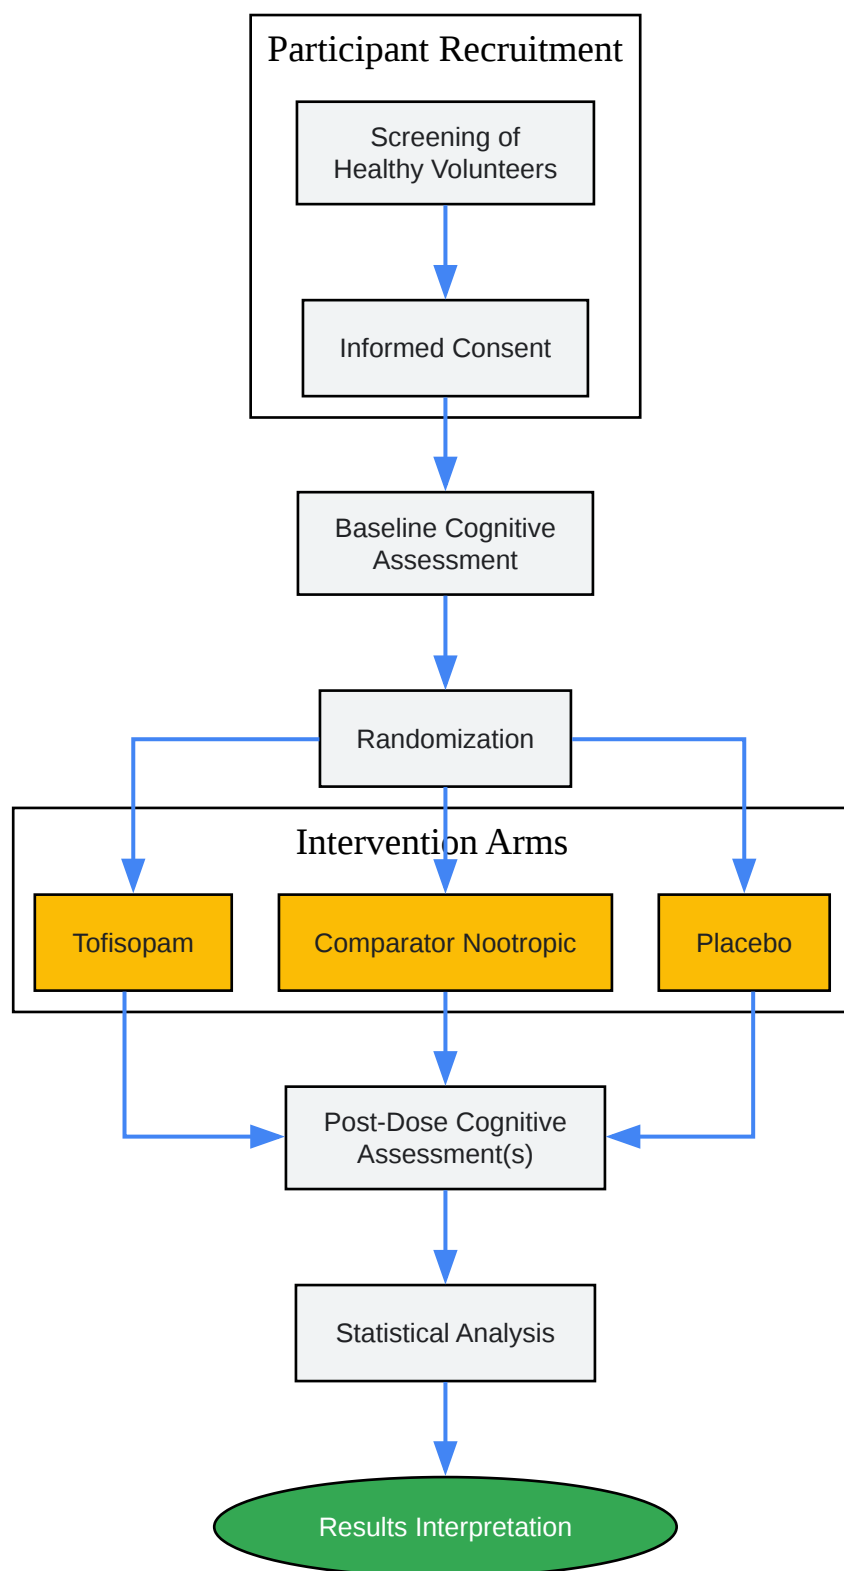 Participant Recruitment
Screening of
Healthy Volunteers
Informed Consent
Baseline Cognitive
Assessment
Randomization
Intervention Arms
Tofisopam
Comparator Nootropic
Placebo
Post-Dose Cognitive
Assessment(s)
Statistical Analysis
Results Interpretation